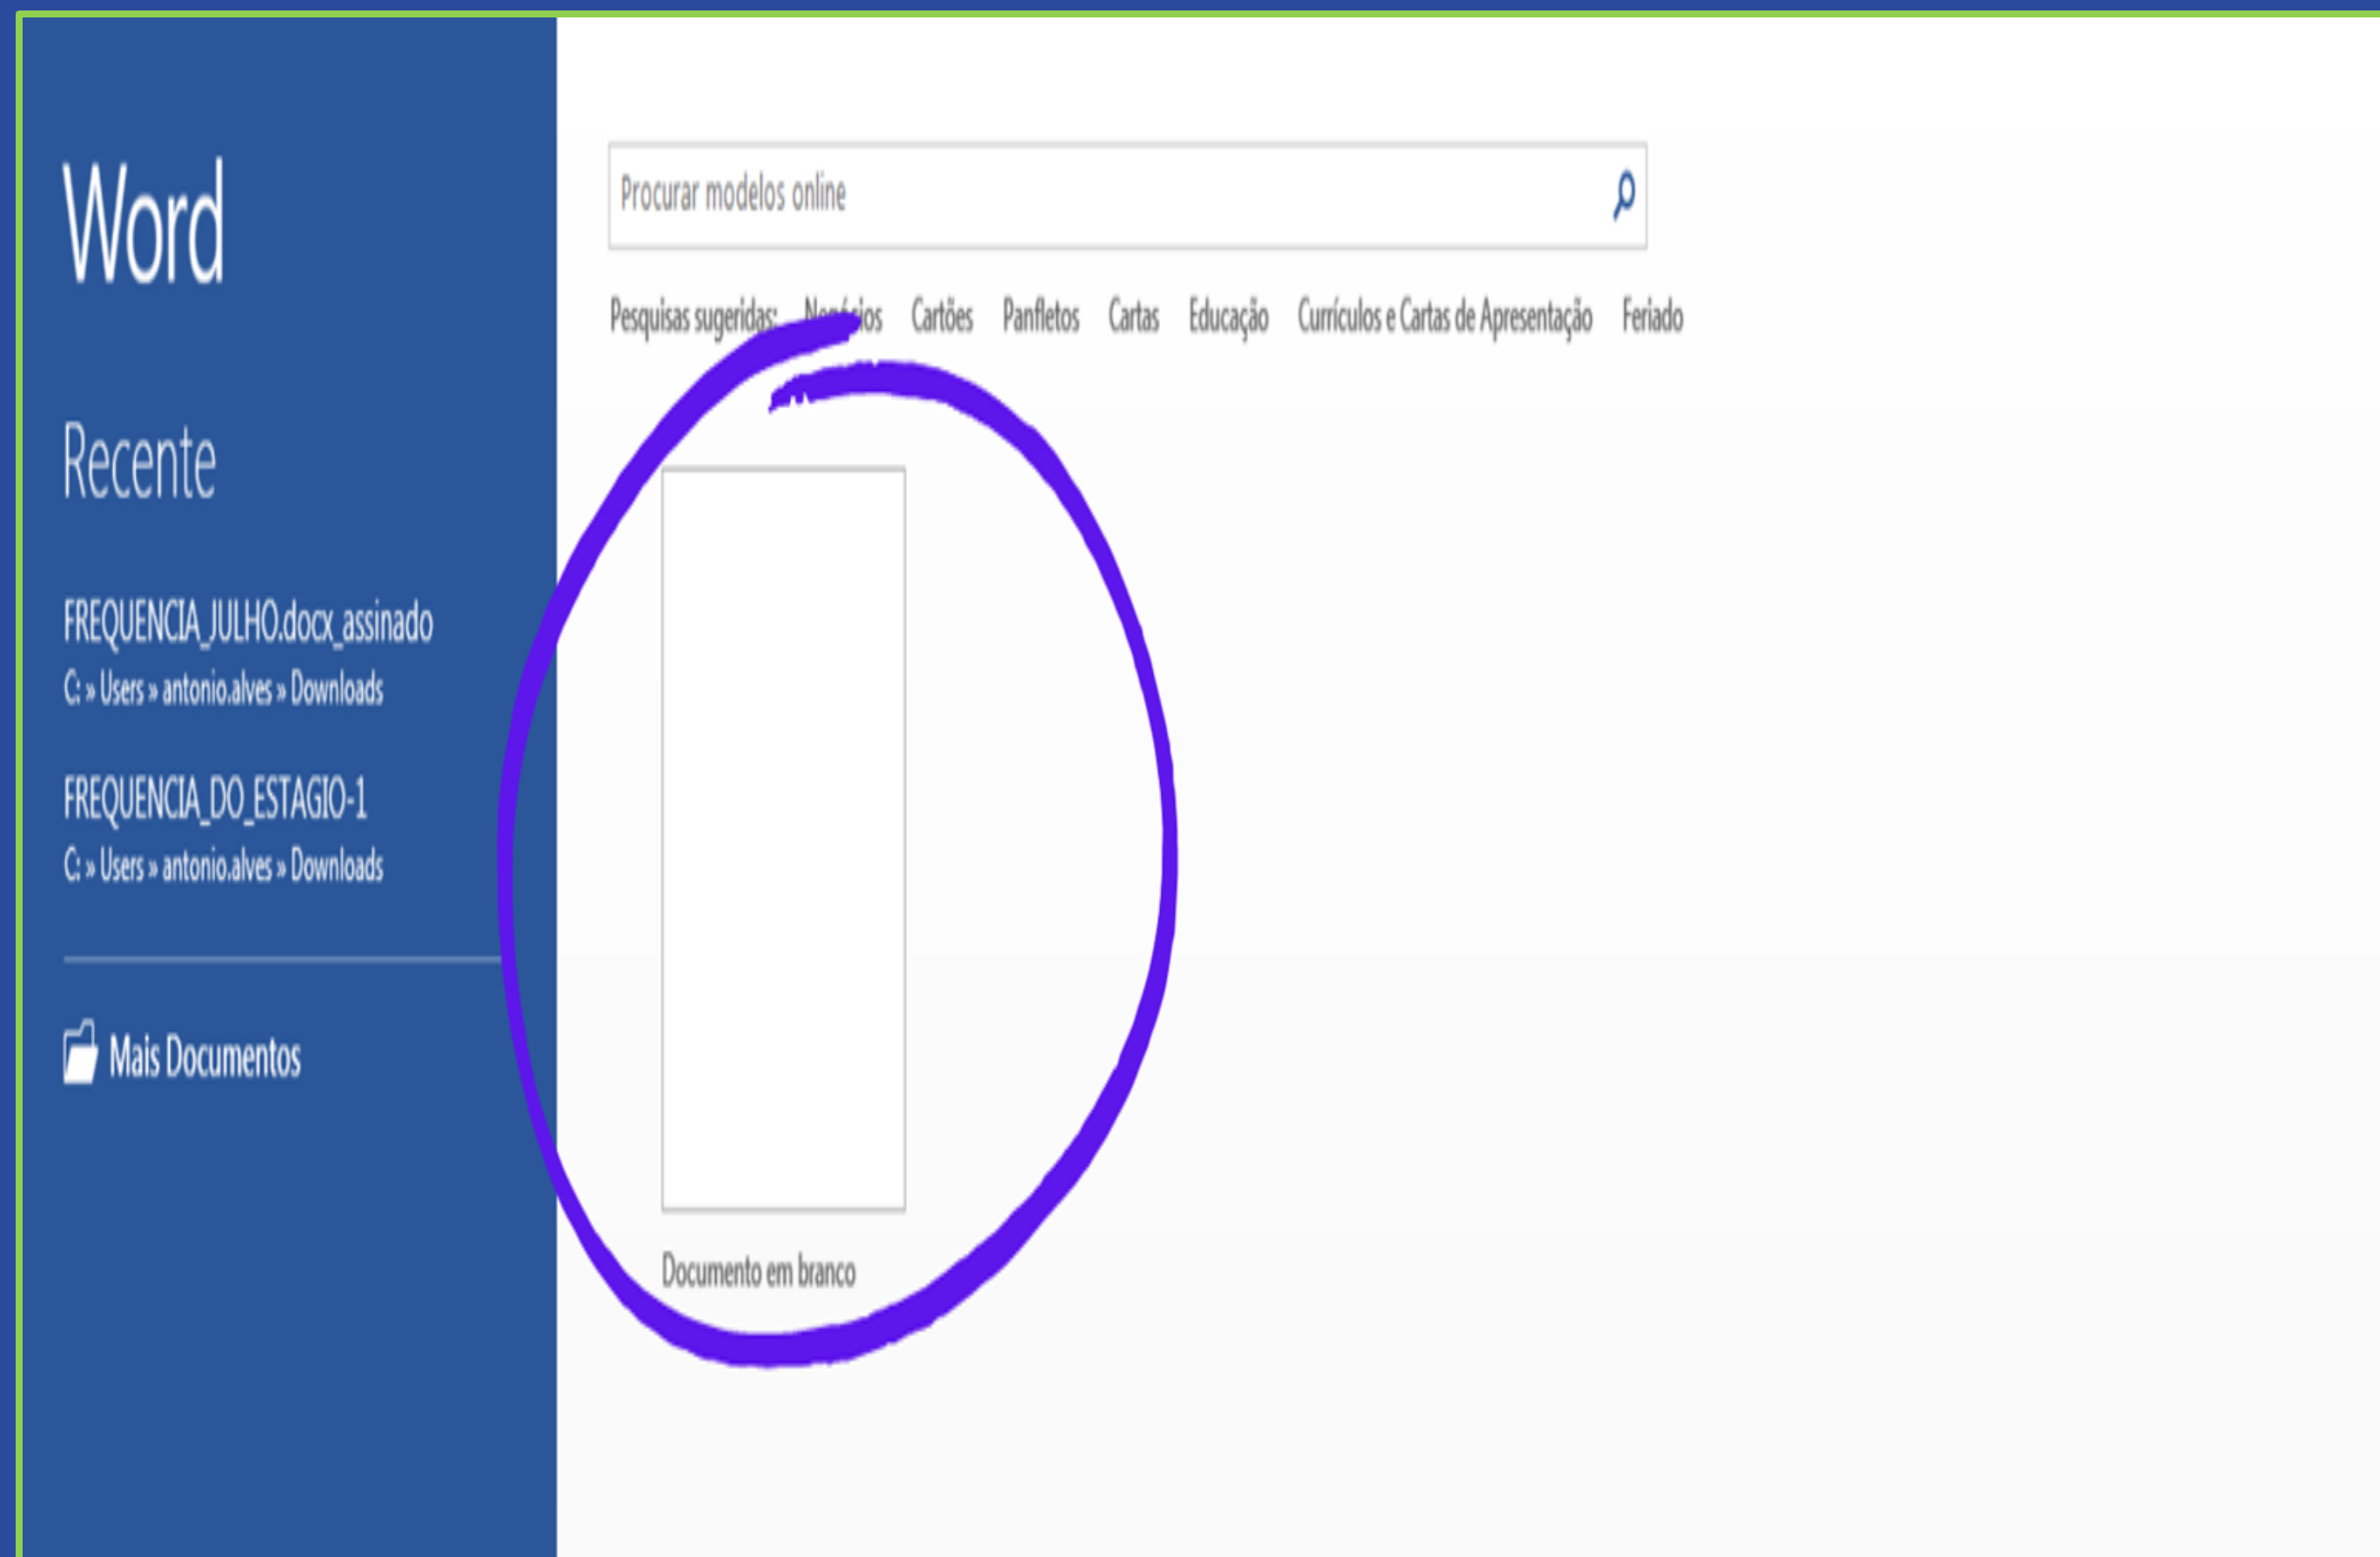 Word
Recente
FREQUENCIA_JULHO.docx_assinado
C: » Users » antonio.alves » Downloads
FREQUENCIA_DO_ESTAGIO-1
C: » Users » antonio.alves » Downloads
Mais Documentos
Procurar modelos online
Pesquisas sugeridas: Negócios Cartões Panfletos Cartas Educação Currículos e Cartas de Apresentação Feriado
Documento em branco